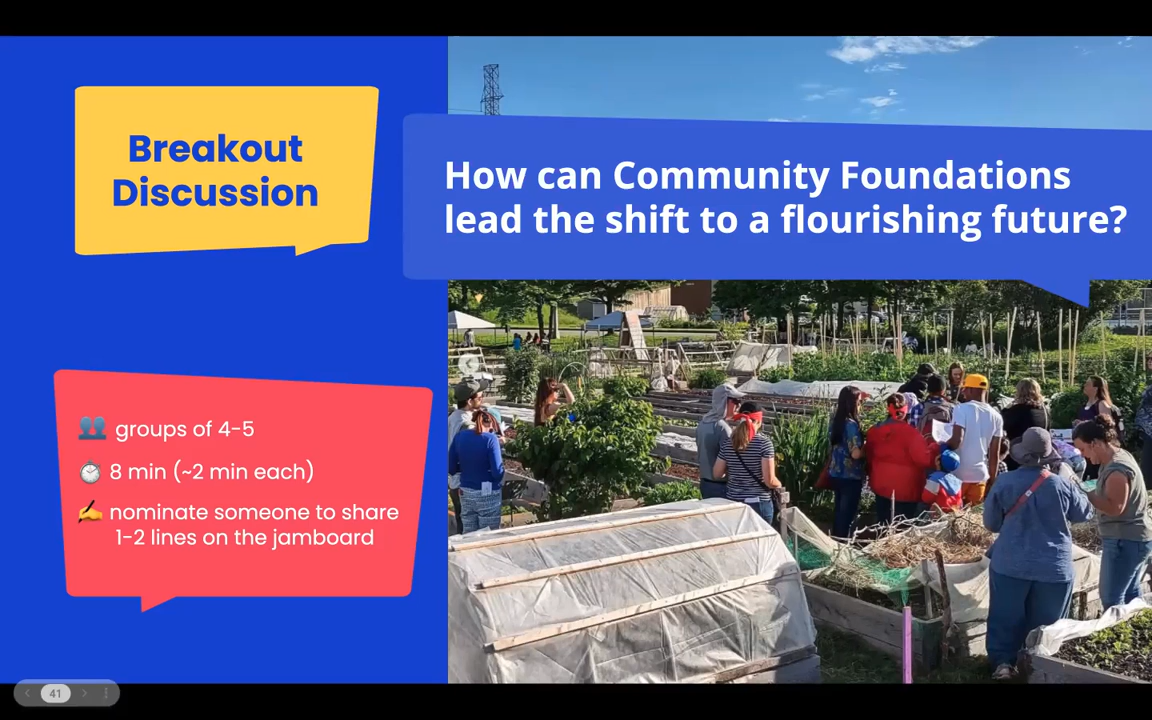 Breakout
Discussion
How can Community Foundations
lead the shift to a flourishing future?
groups of 4-5
8 min (~2 min each)
nominate someone to share
1-2 lines on the jamboard
41